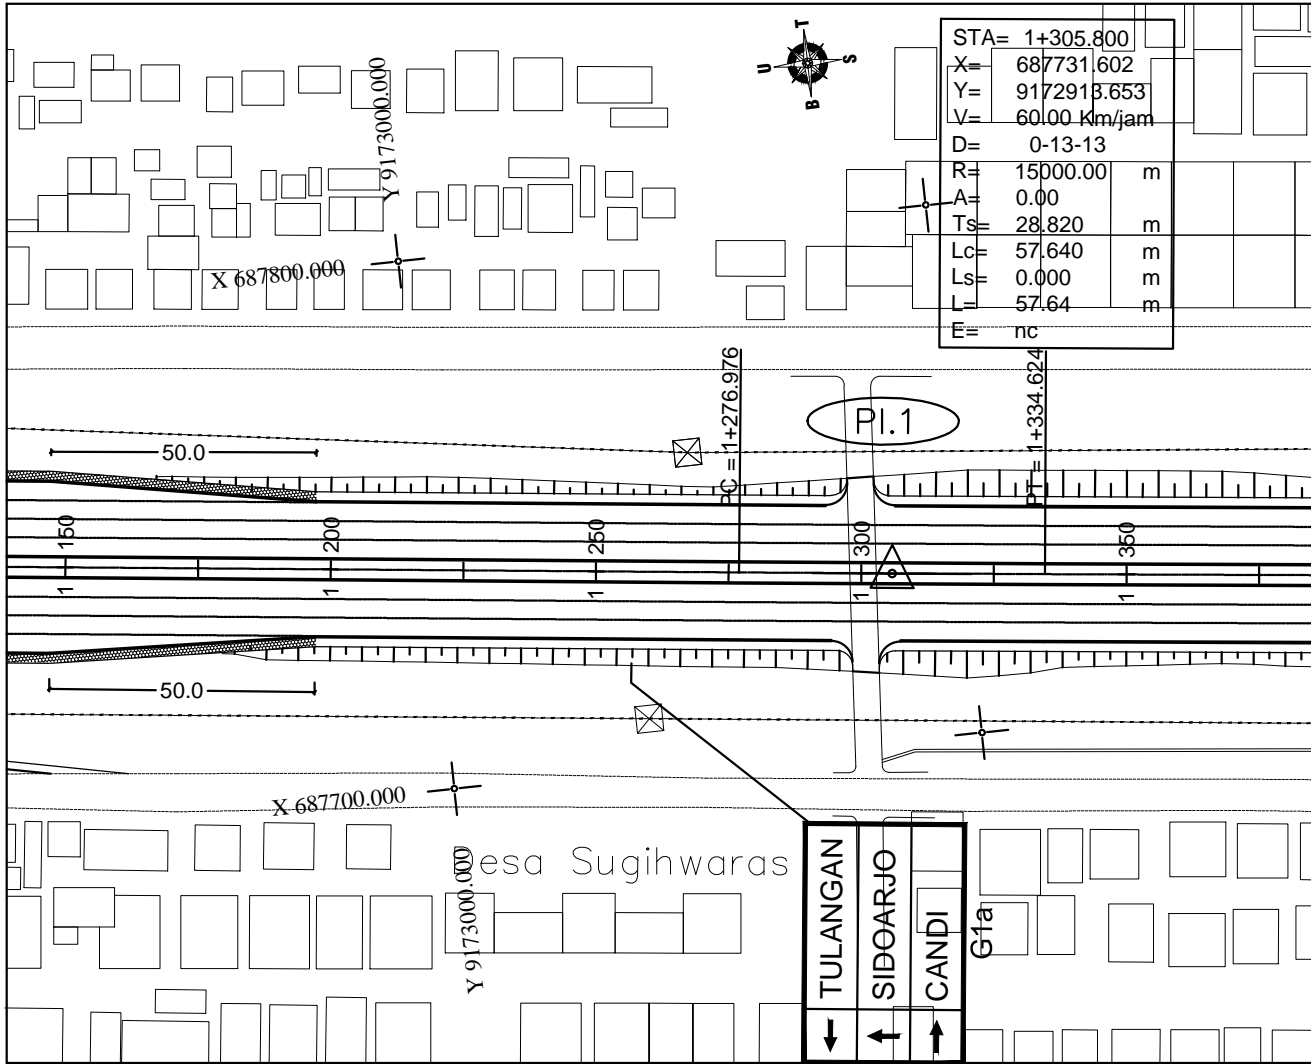 T
U
S
B
STA= 1+305.800
X= 687731.602
Y= 9172913.653
V= 60.00 Km/jam
D= 0-13-13
R= 15000.00 m
A= 0.00
Ts= 28.820 m
Lc= 57.640 m
Ls= 0.000 m
L= 57.64 m
E= nc
Y 9173000.000
X 687800.000
PC = 1+276.976
PI.1
PT = 1+334.624
50.0
1 150
1 200
1 250
1 300
1 350
50.0
X 687700.000
Y 9173000.000
Desa Sugihwaras
TULANGAN
SIDOARJO
CANDI
G1a